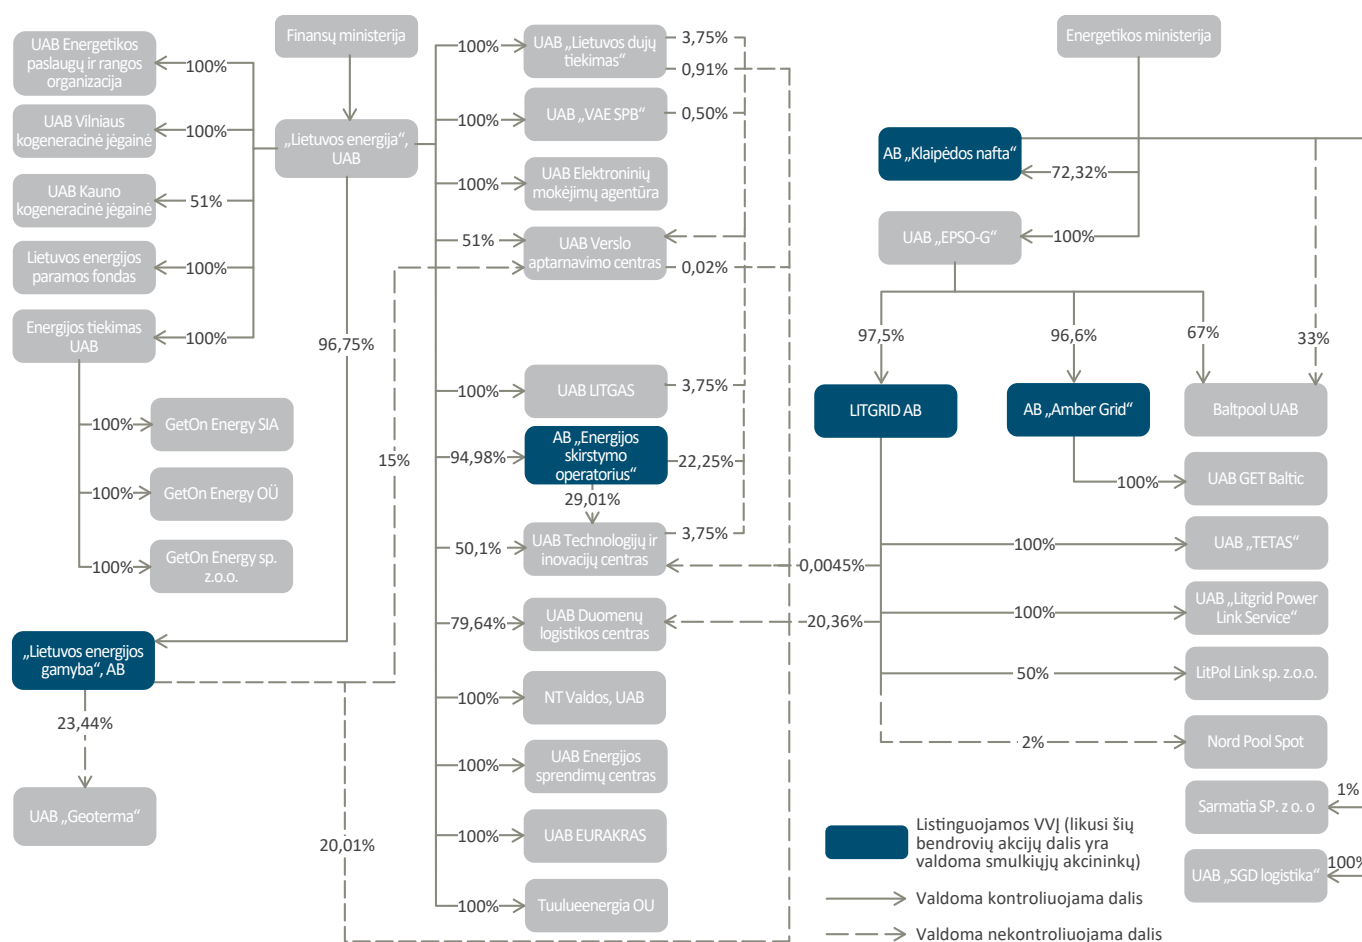 Finansų ministerija
„Lietuvos energija“,
UAB
UAB Energetikos
paslaugų ir rangos
organizacija
100%
UAB Vilniaus
kogeneracinė jėgainė
100%
UAB Kauno
kogeneracinė jėgainė
51%
Lietuvos energijos
paramos fondas
100%
Energijos tiekimas
UAB
100%
100%
GetOn Energy SIA
100%
GetOn Energy OÜ
100%
GetOn Energy sp.
z.o.o.
96,75%
„Lietuvos energijos
gamyba“, AB
23,44%
UAB „Geoterma“
15%
20,01%
100%
UAB „Lietuvos dujų
tiekimas“
3,75%
0,91%
100%
UAB „VAE SPB“
0,50%
100%
UAB Elektroninių
mokėjimų agentūra
51%
UAB Verslo
aptarnavimo centras
0,02%
100%
UAB LITGAS
3,75%
94,98%
AB „Energijos
skirstymo
operatorius“
22,25%
29,01%
50,1%
UAB Technologijų ir
inovacijų centras
3,75%
0,0045%
79,64%
UAB Duomenų
logistikos centras
20,36%
100%
NT Valdos, UAB
100%
UAB Energijos
sprendimų centras
100%
UAB EURAKRAS
100%
Tuulueenergia OU
Energetikos ministerija
AB „Klaipėdos nafta“
72,32%
UAB „EPSO-G“
100%
97,5%
96,6%
67%
33%
LITGRID AB
AB „Amber Grid“
Baltpool UAB
100%
UAB GET Baltic
100%
UAB „TETAS“
100%
UAB „Litgrid Power
Link Service“
50%
LitPol Link sp. z.o.o.
2%
Nord Pool Spot
1%
Sarmatia SP. z o. o
100%
UAB „SGD logistika“
Listinguojamos VVĮ (likusi šių
bendrovių akcijų dalis yra
valdoma smulkiųjų akcininkų)
Valdoma kontroliuojama dalis
Valdoma nekontroliuojama dalis